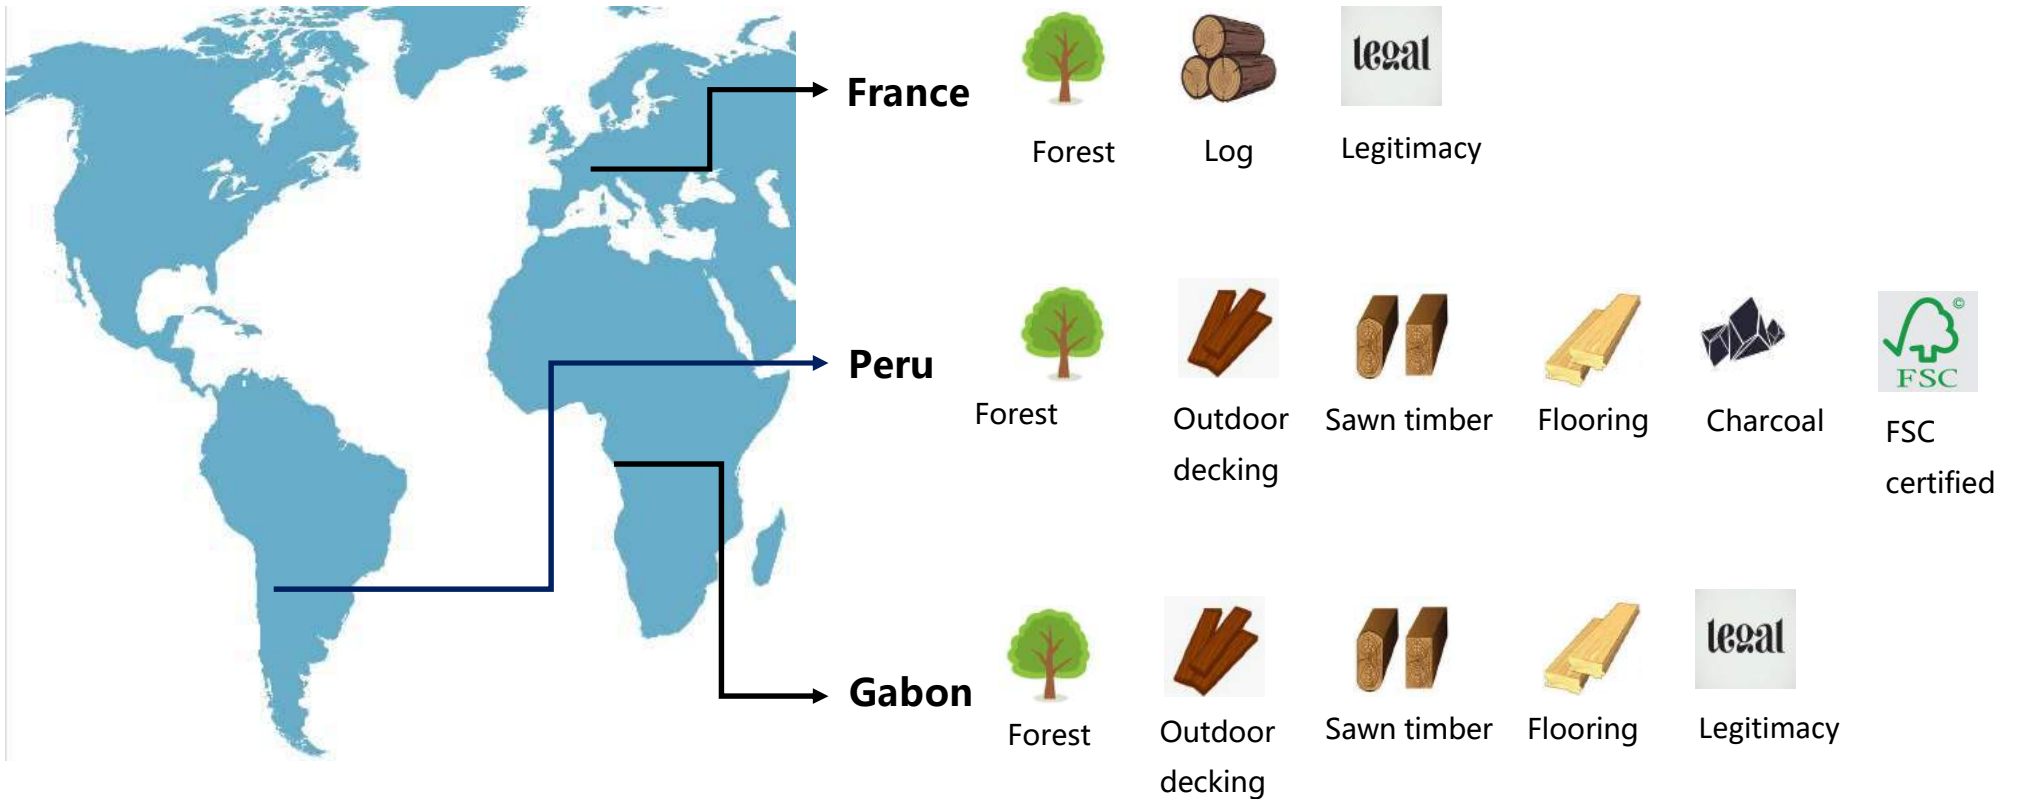 France
legal
Forest
Log
Legitimacy
Peru
©
FSC
Forest
Outdoor
decking
Sawn timber
Flooring
Charcoal
FSC
certified
Gabon
legal
Forest
Outdoor
decking
Sawn timber
Flooring
Legitimacy